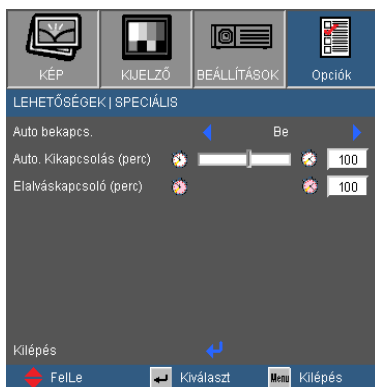 KÉP KIJELZŐ BEÁLLÍTÁSOK Opciók
LEHETŐSÉGEK | SPECIÁLIS
Auto bekapcs. Be
Auto. Kikapcsolás (perc) 100
Elalváskapcsoló (perc) 100
Kilépés
FelLe Kiválaszt Menu Kilépés